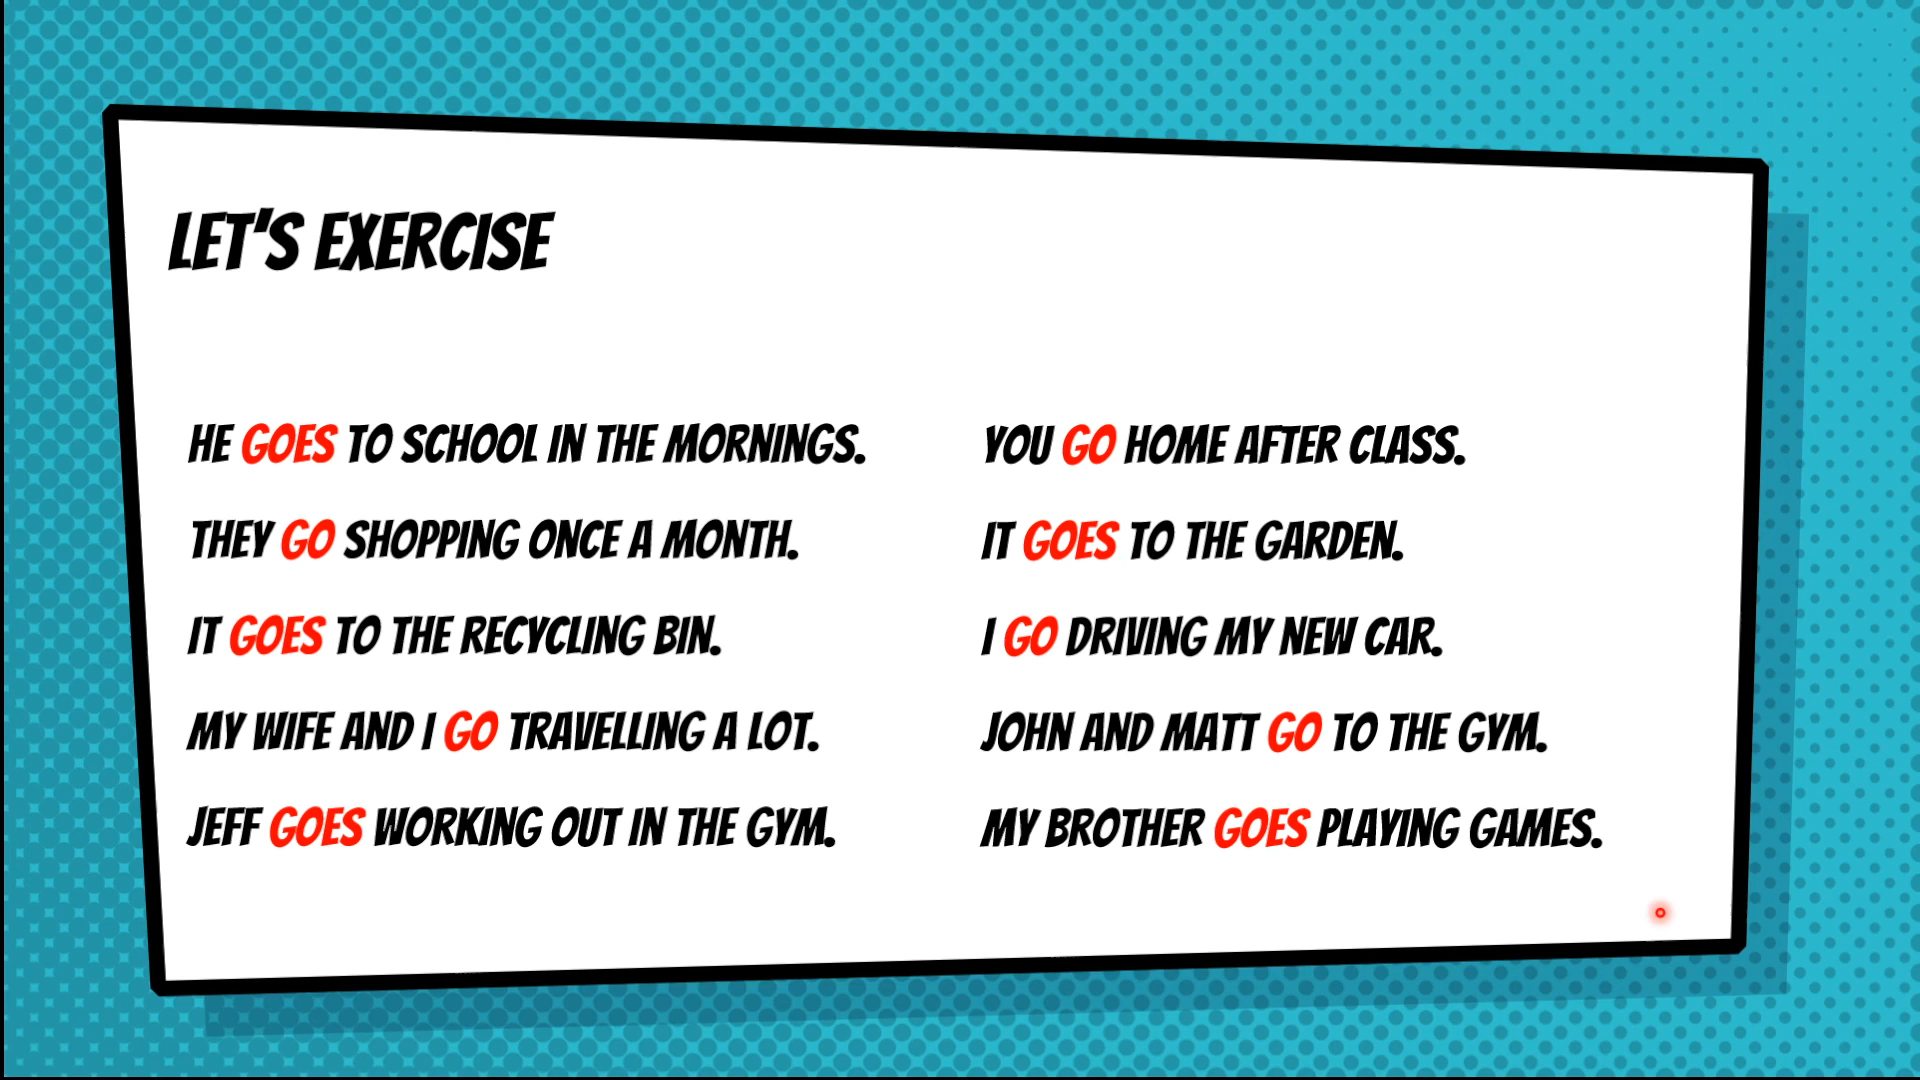 LET'S EXERCISE
HE GOES TO SCHOOL IN THE MORNINGS.
THEY GO SHOPPING ONCE A MONTH.
IT GOES TO THE RECYCLING BIN.
MY WIFE AND I GO TRAVELLING A LOT.
JEFF GOES WORKING OUT IN THE GYM.
YOU GO HOME AFTER CLASS.
IT GOES TO THE GARDEN.
I GO DRIVING MY NEW CAR.
JOHN AND MATT GO TO THE GYM.
MY BROTHER GOES PLAYING GAMES.